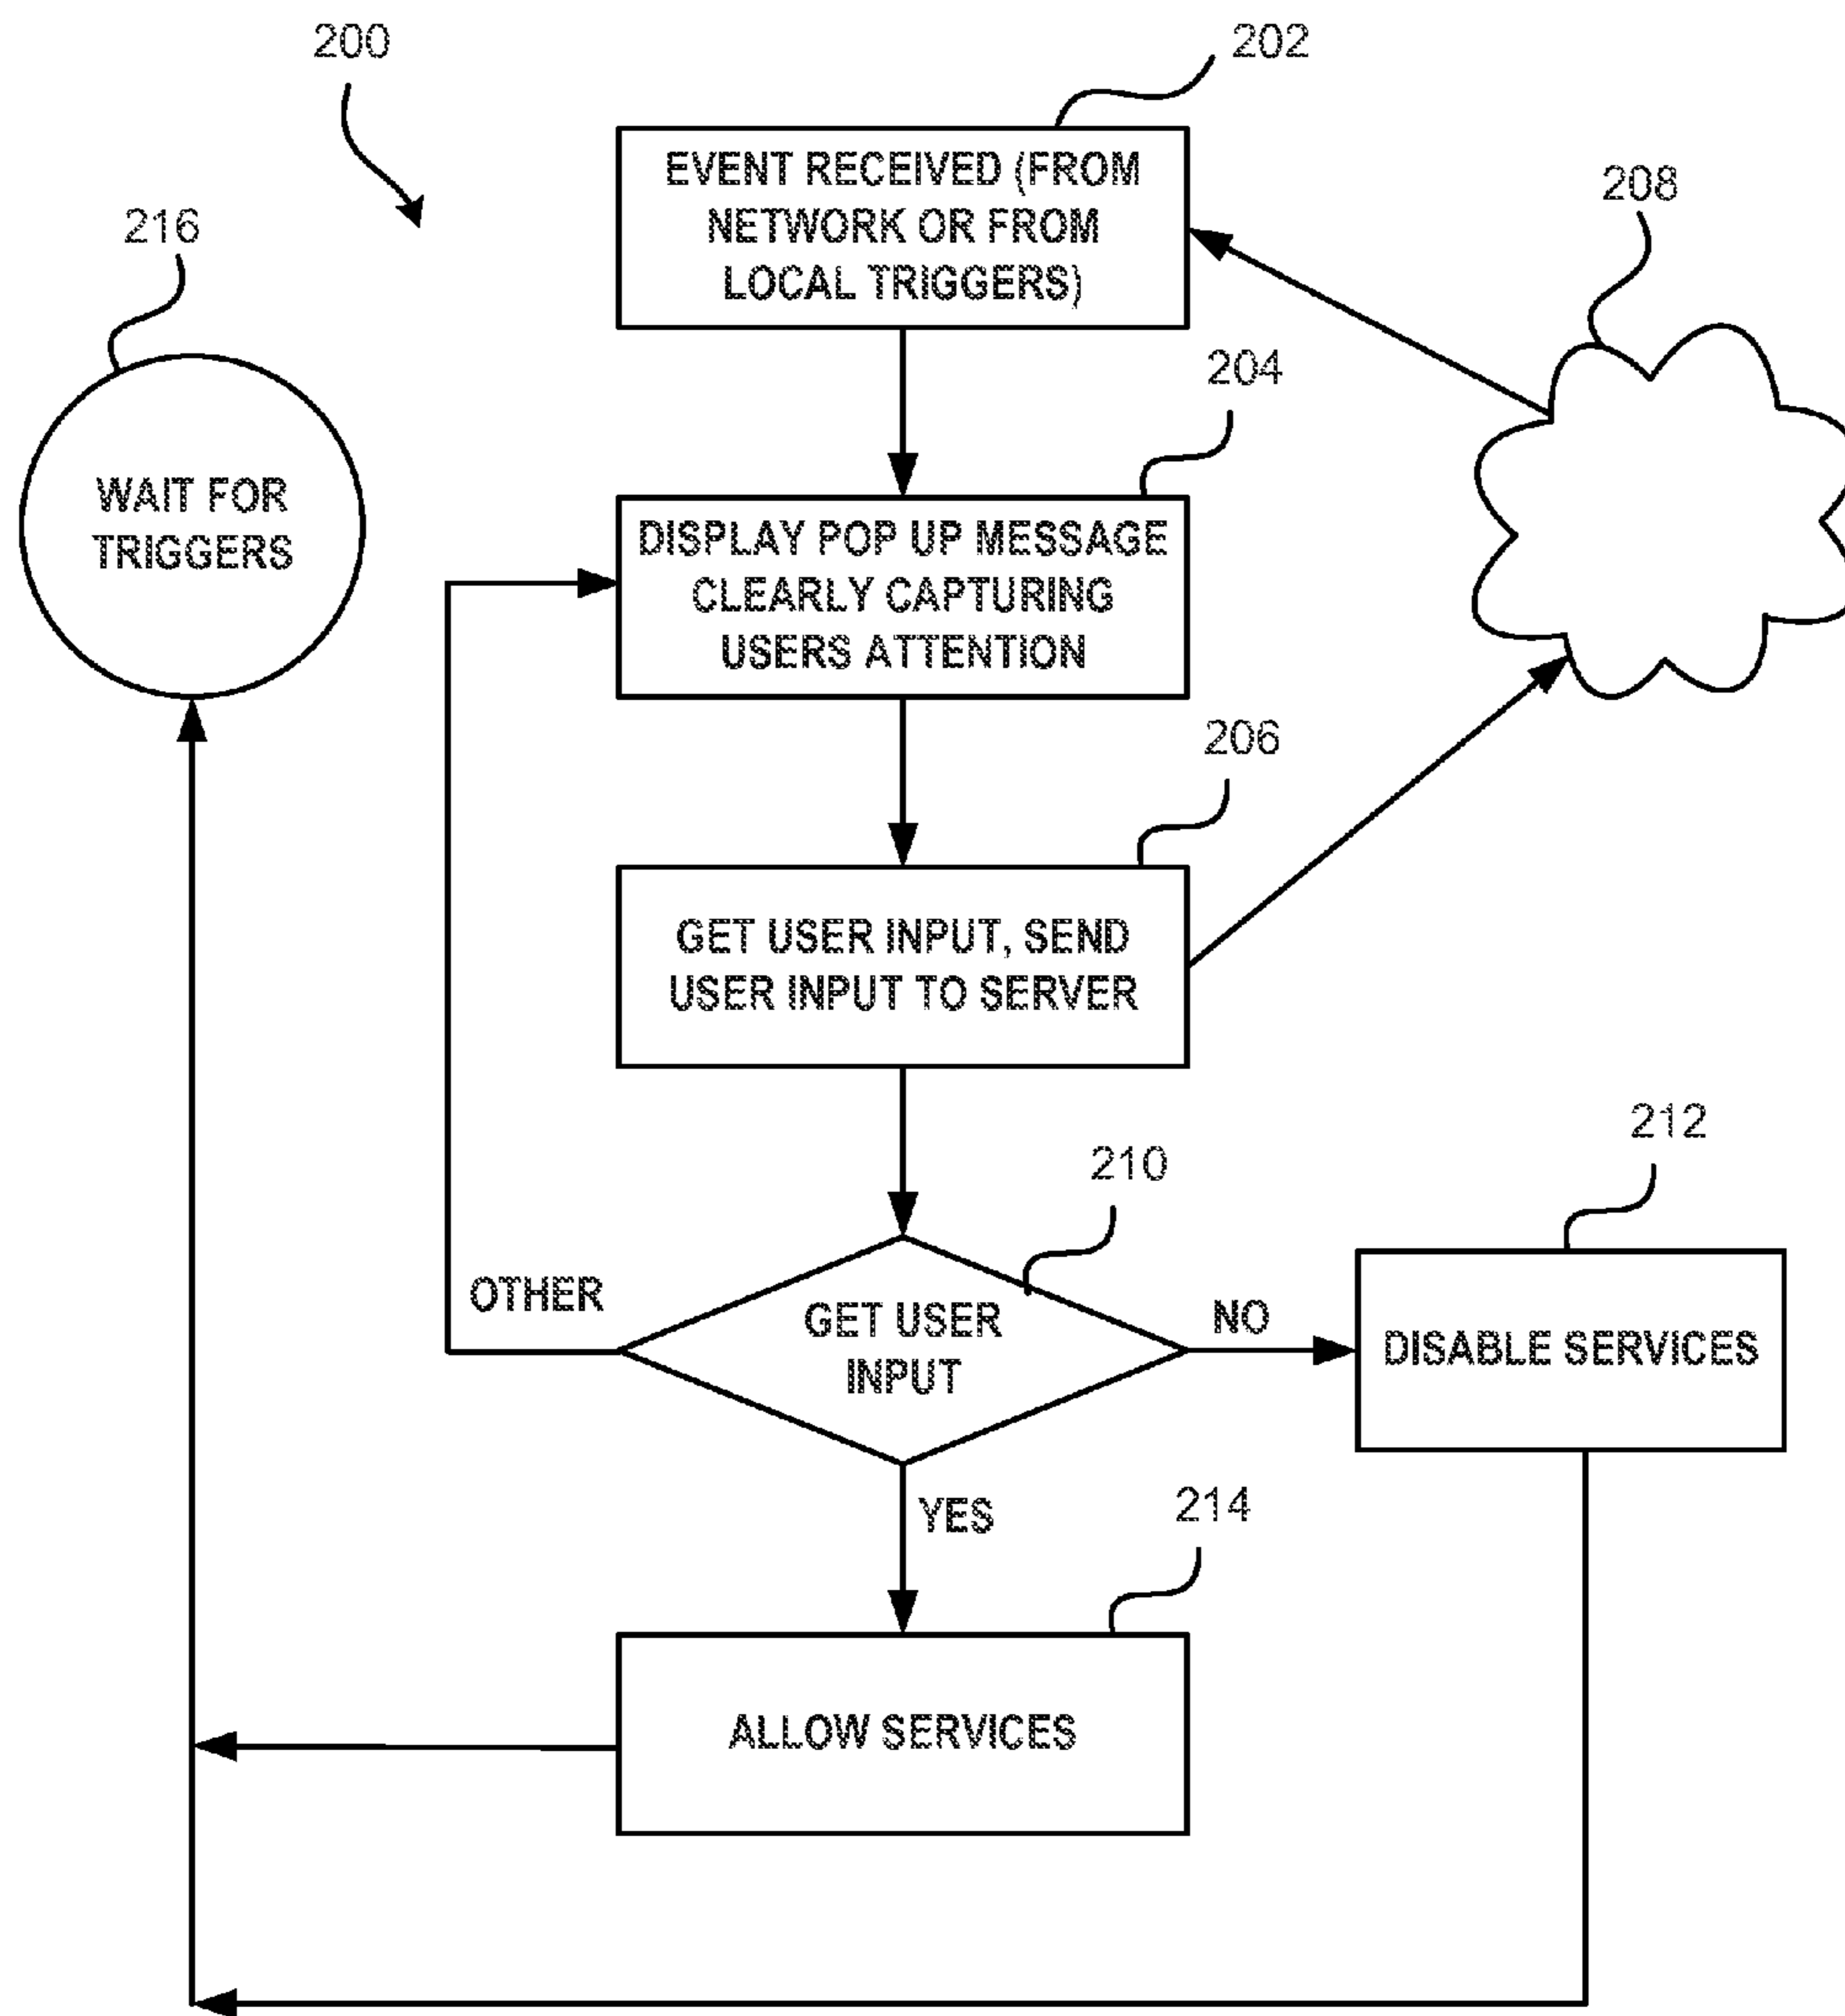 200
202
EVENT RECEIVED (FROM
NETWORK OR FROM
LOCAL TRIGGERS)
208
216
204
WAIT FOR
TRIGGERS
DISPLAY POP UP MESSAGE
CLEARLY CAPTURING
USERS ATTENTION
206
GET USER INPUT, SEND
USER INPUT TO SERVER
212
210
OTHER
GET USER
INPUT
NO
DISABLE SERVICES
YES
214
ALLOW SERVICES